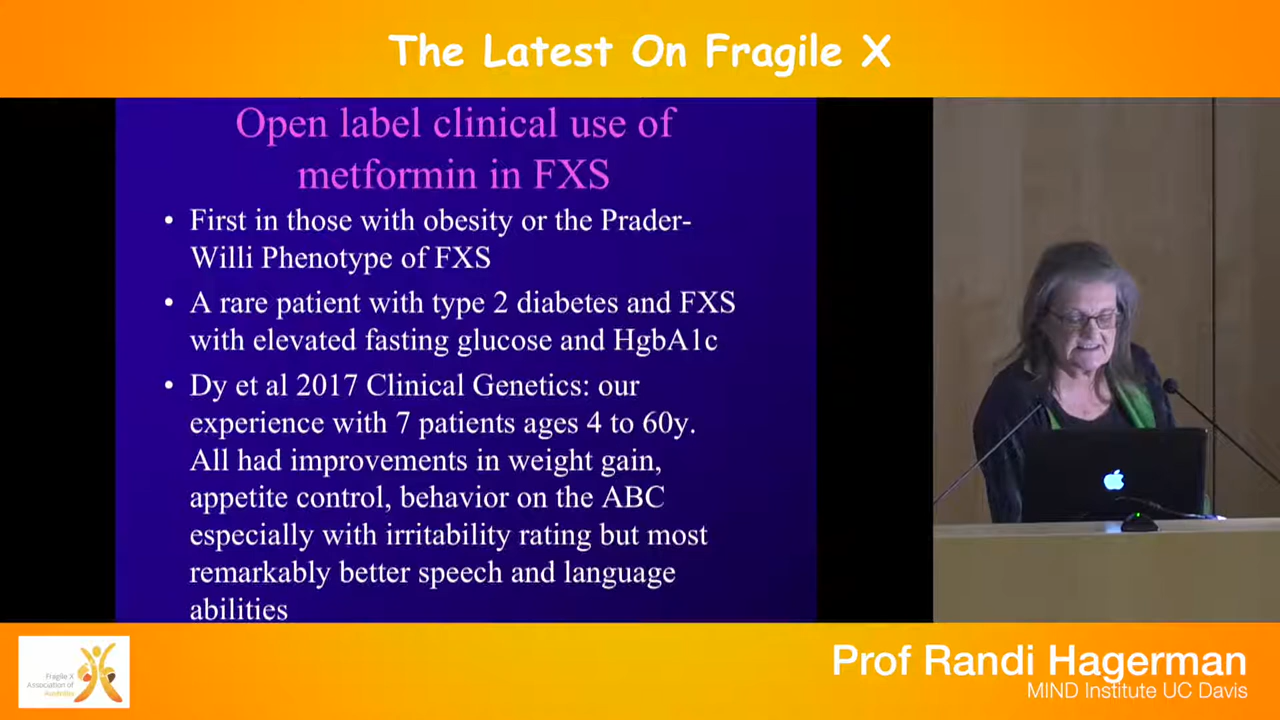 The Latest On Fragile X
Open label clinical use of
metformin in FXS
• First in those with obesity or the Prader-
Willi Phenotype of FXS
• A rare patient with type 2 diabetes and FXS
with elevated fasting glucose and HgbA1c
• Dy et al 2017 Clinical Genetics: our
experience with 7 patients ages 4 to 60y.
All had improvements in weight gain,
appetite control, behavior on the ABC
especially with irritability rating but most
remarkably better speech and language
abilities
Fragile X
Association of
Australia
Prof Randi Hagerman
MIND Institute UC Davis